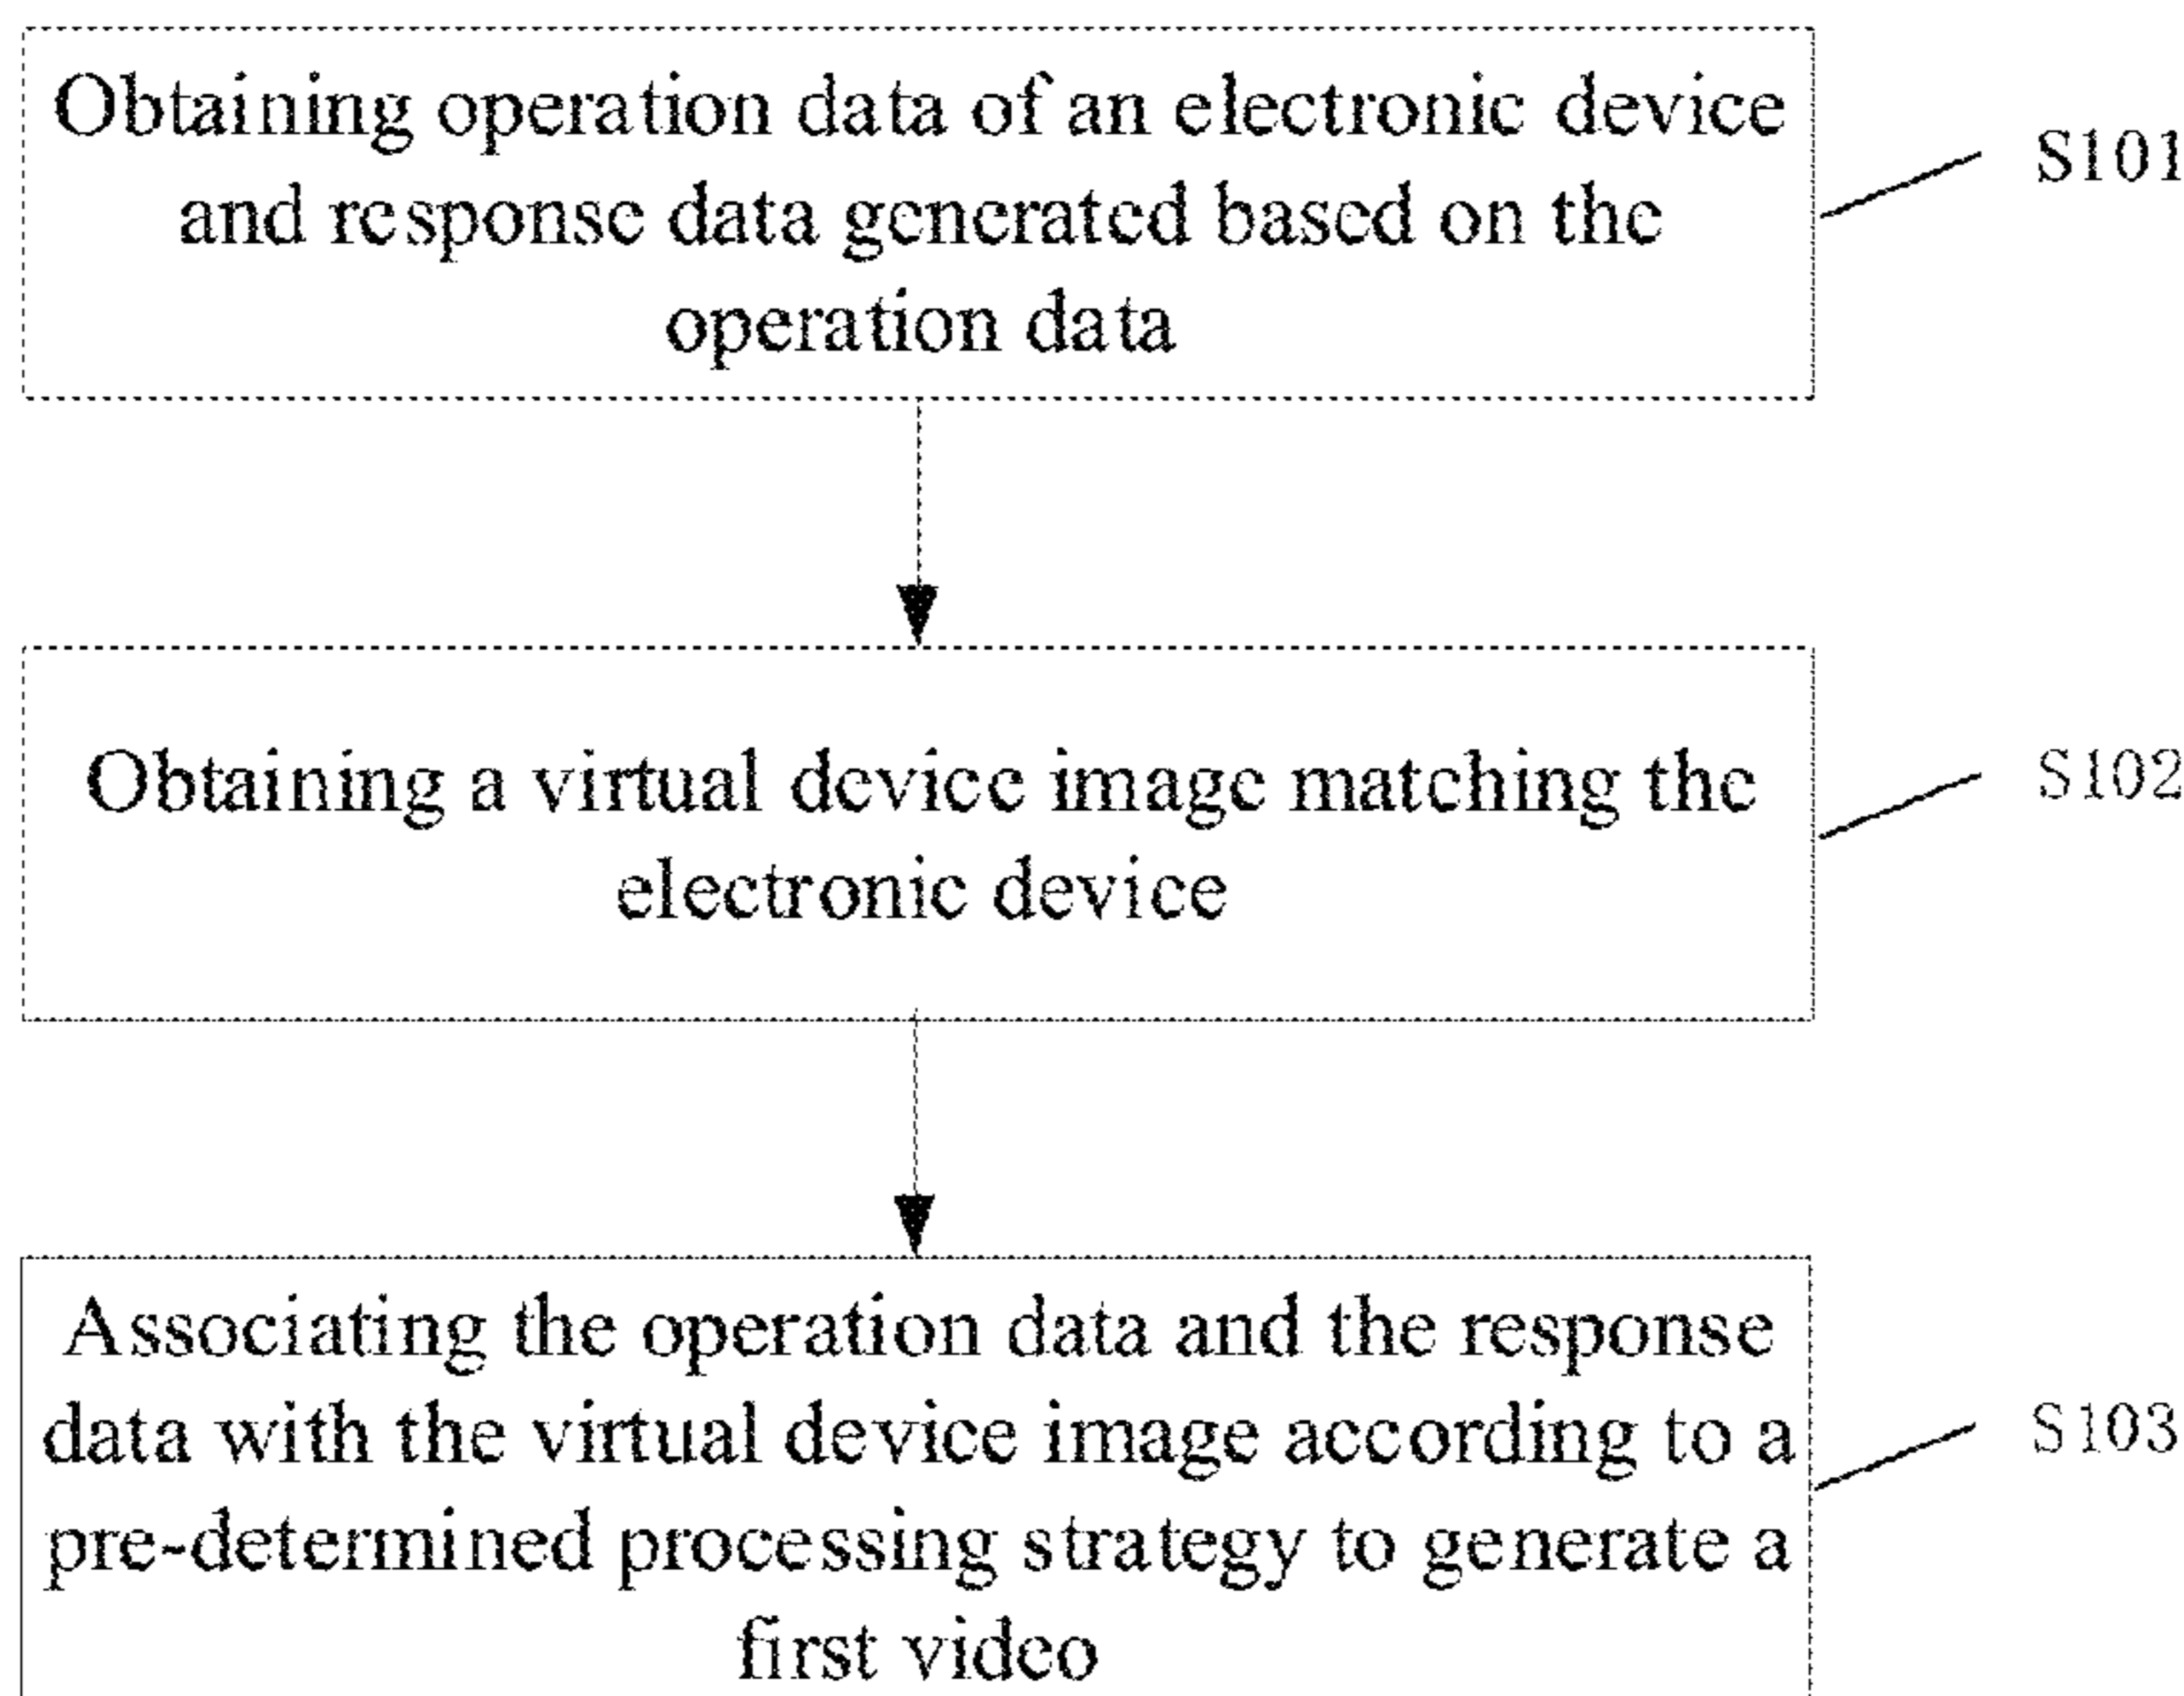 Obtaining operation data of an electronic device
and response data generated based on the
operation data
S101
Obtaining a virtual device image matching the
electronic device
S102
Associating the operation data and the response
data with the virtual device image according to a
pre-determined processing strategy to generate a
first video
S103